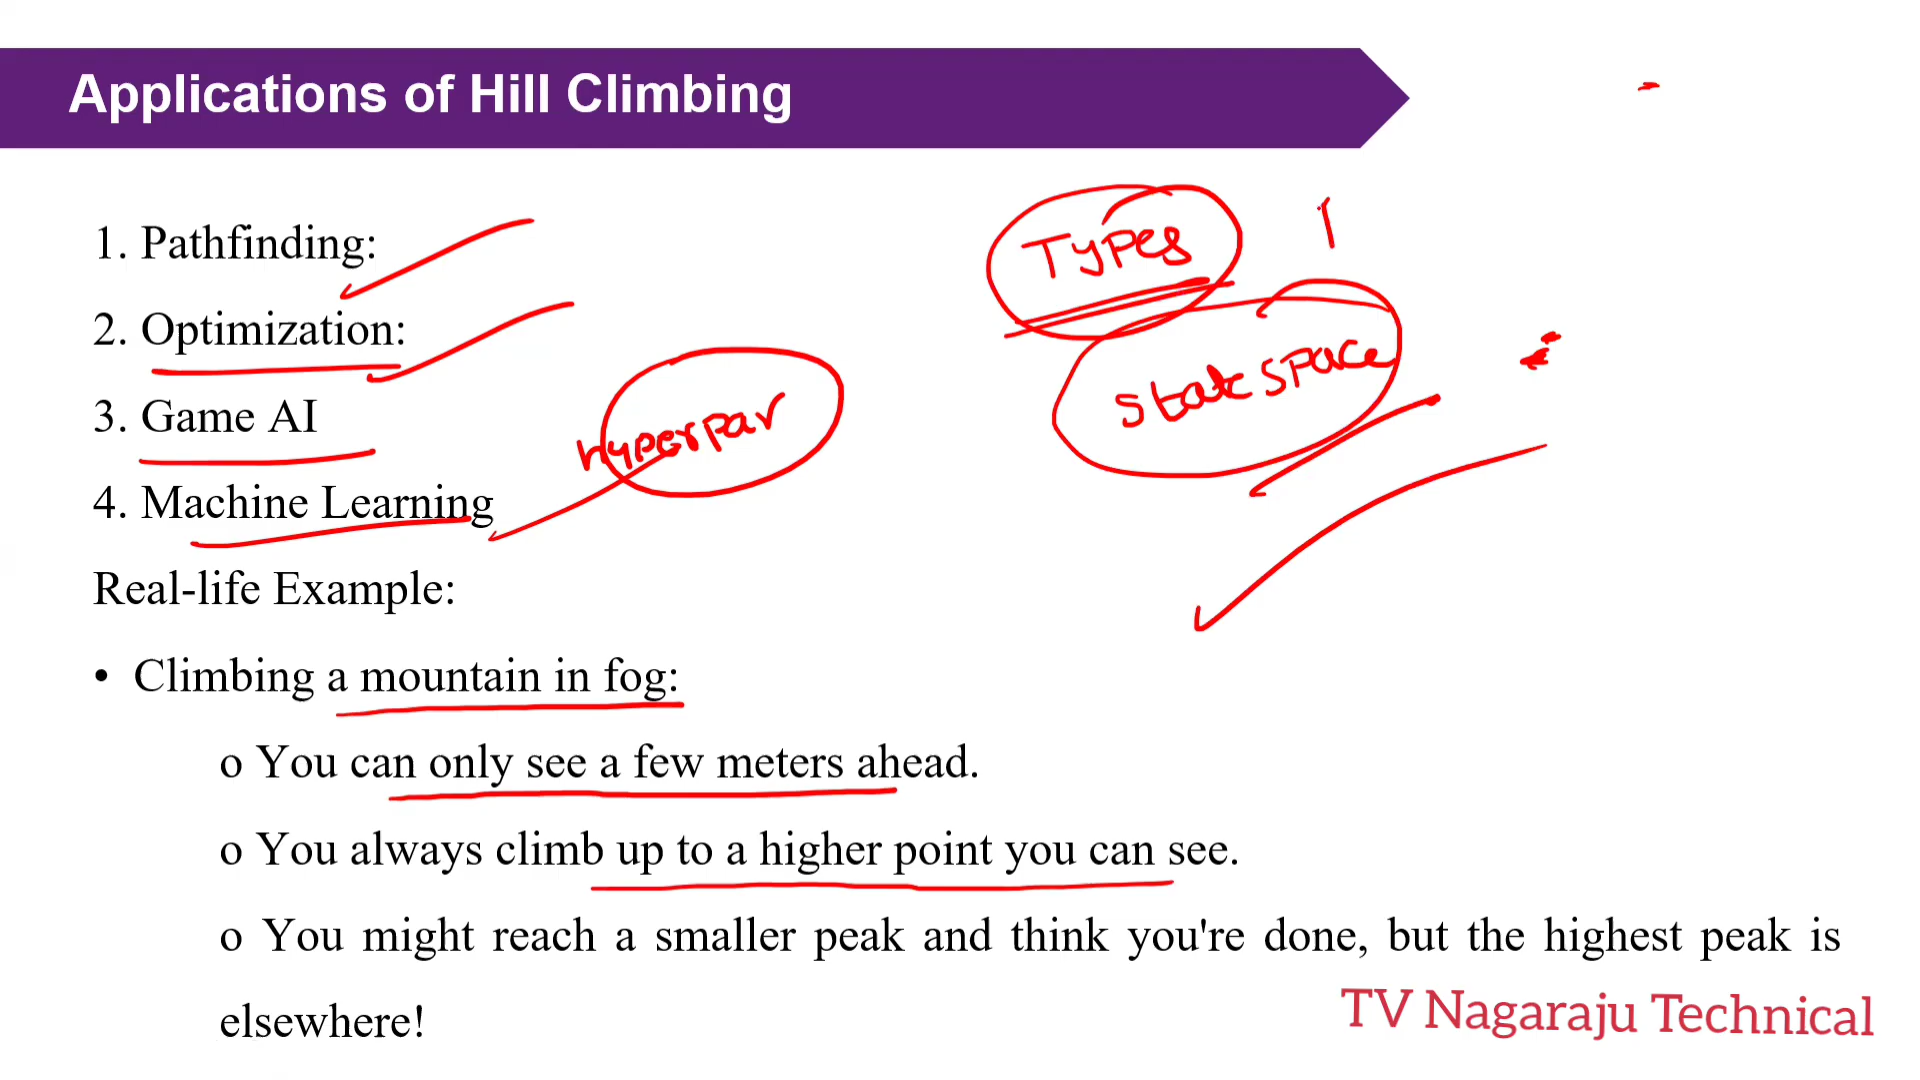 Applications of Hill Climbing
1. Pathfinding:
2. Optimization:
3. Game AI
4. Machine Learning
hyperpar
Types
State space
Real-life Example:
• Climbing a mountain in fog:
o You can only see a few meters ahead.
o You always climb up to a higher point you can see.
o You might reach a smaller peak and think you're done, but the highest peak is
elsewhere!
TV Nagaraju Technical